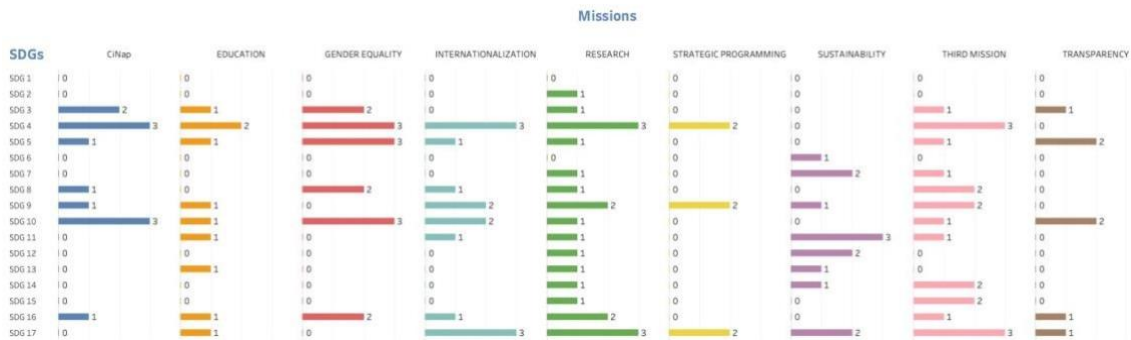 Missions
SDGs CiNap EDUCATION GENDER EQUALITY INTERNATIONALIZATION RESEARCH STRATEGIC PROGRAMMING SUSTAINABILITY THIRD MISSION TRANSPARENCY
SDG 1 0 0 0 0 0 0 0 0 0
SDG 2 0 0 0 0 1 0 0 0 0
SDG 3 2 1 2 0 1 0 0 1 1
SDG 4 3 2 3 3 3 2 0 3 0
SDG 5 1 1 3 1 1 0 0 1 2
SDG 6 0 0 0 0 0 0 1 0 0
SDG 7 0 0 0 0 1 0 2 1 0
SDG 8 1 0 2 1 1 0 0 2 0
SDG 9 1 1 0 2 2 2 1 2 0
SDG 10 3 1 3 2 1 0 0 1 2
SDG 11 0 1 0 1 1 0 3 1 0
SDG 12 0 0 0 0 1 0 2 0 0
SDG 13 0 1 0 0 1 0 1 0 0
SDG 14 0 0 0 0 1 0 1 2 0
SDG 15 0 0 0 0 1 0 0 2 0
SDG 16 1 1 2 1 2 0 0 1 1
SDG 17 0 1 0 3 3 2 2 3 1